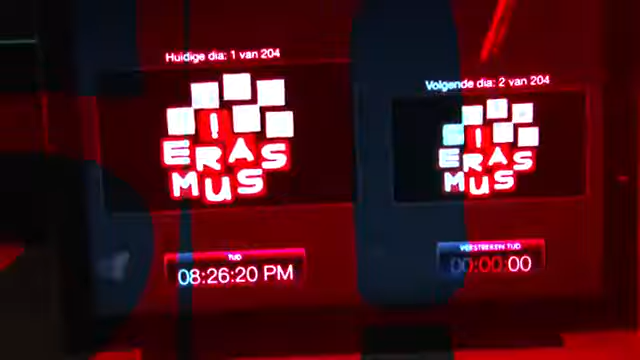 Huidige dia: 1 van 204
! ERAS
MUS
TIJD
08:26:20 PM
Volgende dia: 2 van 204
! ERAS
MUS
VERSTREKEN TIJD
00:00:00